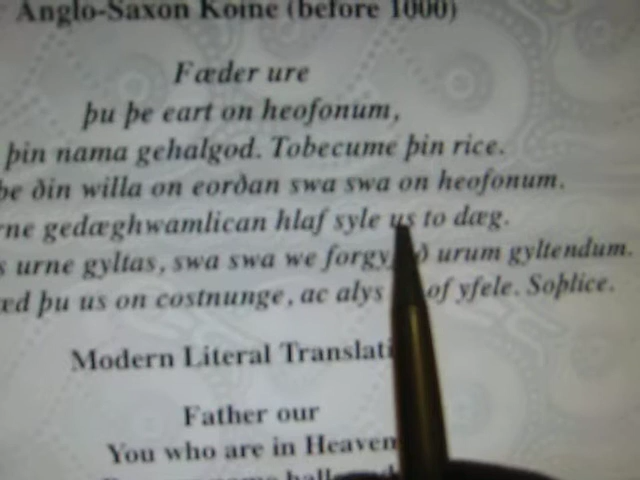 Anglo-Saxon Koine (before 1000)
Fæder ure
þu þe eart on heofonum,
þin nama gehalgod. Tobecume þin rice.
ðin willa on eorðan swa swa on heofonum.
gedæghwamlican hlaf syle us to dæg.
urne gyltas, swa swa we urum gyltendum.
þu us on costnunge, ac alys of yfele. Soþlice.
Modern Literal
Father our
You who are in Heaven